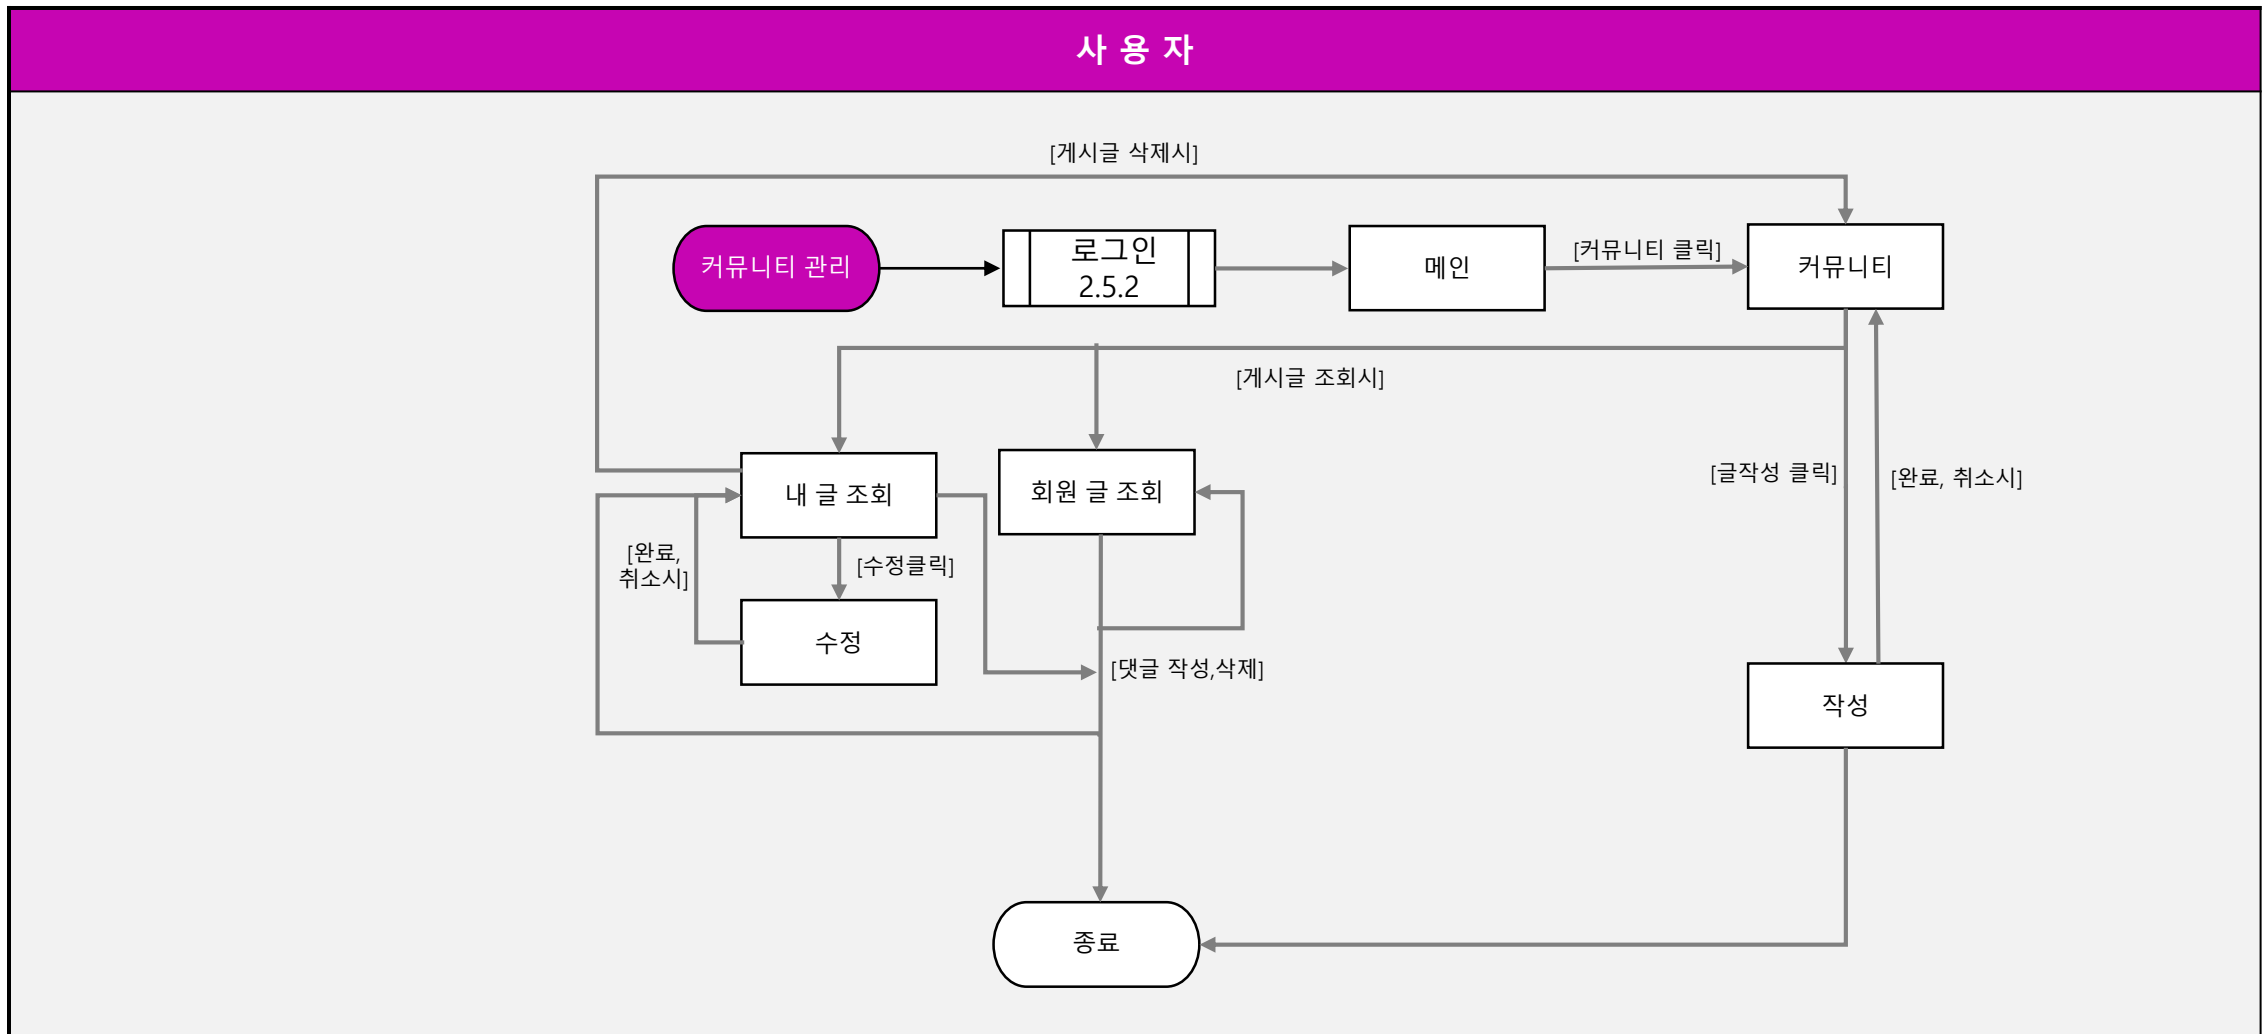 사 용 자
[게시글 삭제시]
커뮤니티 관리
로그인
2.5.2
메인
[커뮤니티 클릭]
커뮤니티
[게시글 조회시]
내 글 조회
회원 글 조회
[글작성 클릭]
[완료, 취소시]
[완료,
취소시]
[수정클릭]
수정
[댓글 작성,삭제]
작성
종료